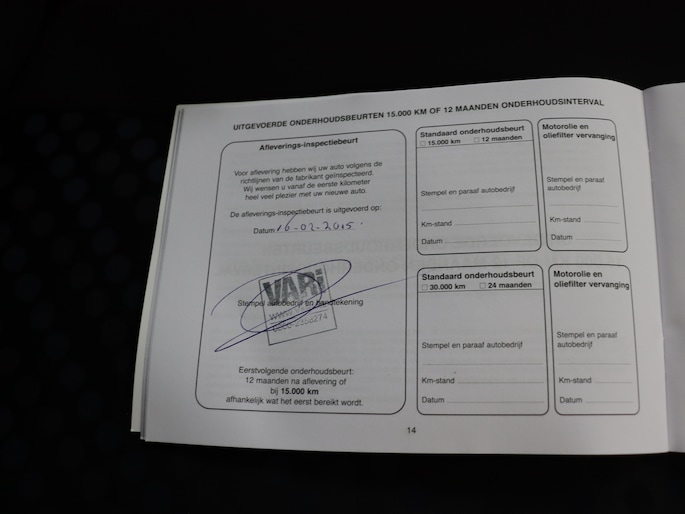 UITGEVOERDE ONDERHOUDSBEURTEN 15.000 KM OF 12 MAANDEN ONDERHOUDSINTERVAL
Afleverings-inspectiebeurt
Voor aflevering hebben wij uw auto volgens de
richtlijnen van de fabrikant geïnspecteerd.
Wij wensen u vanaf de eerste kilometer
heel veel plezier met uw nieuwe auto.
De afleverings-inspectiebeurt is uitgevoerd op:
Datum 16-02-2015.
VARi
Stempel autobedrijf en handtekening
Eerstvolgende onderhoudsbeurt:
12 maanden na aflevering of
bij 15.000 km
afhankelijk wat het eerst bereikt wordt.
Standaard onderhoudsbeurt
15.000 km 12 maanden
Stempel en paraaf autobedrijf
Km-stand
Datum
Motorolie en
oliefilter vervanging
Stempel en paraaf
autobedrijf
Km-stand
Datum
Standaard onderhoudsbeurt
30.000 km 24 maanden
Stempel en paraaf autobedrijf
Km-stand
Datum
Motorolie en
oliefilter vervanging
Stempel en paraaf
autobedrijf
Km-stand
Datum
14